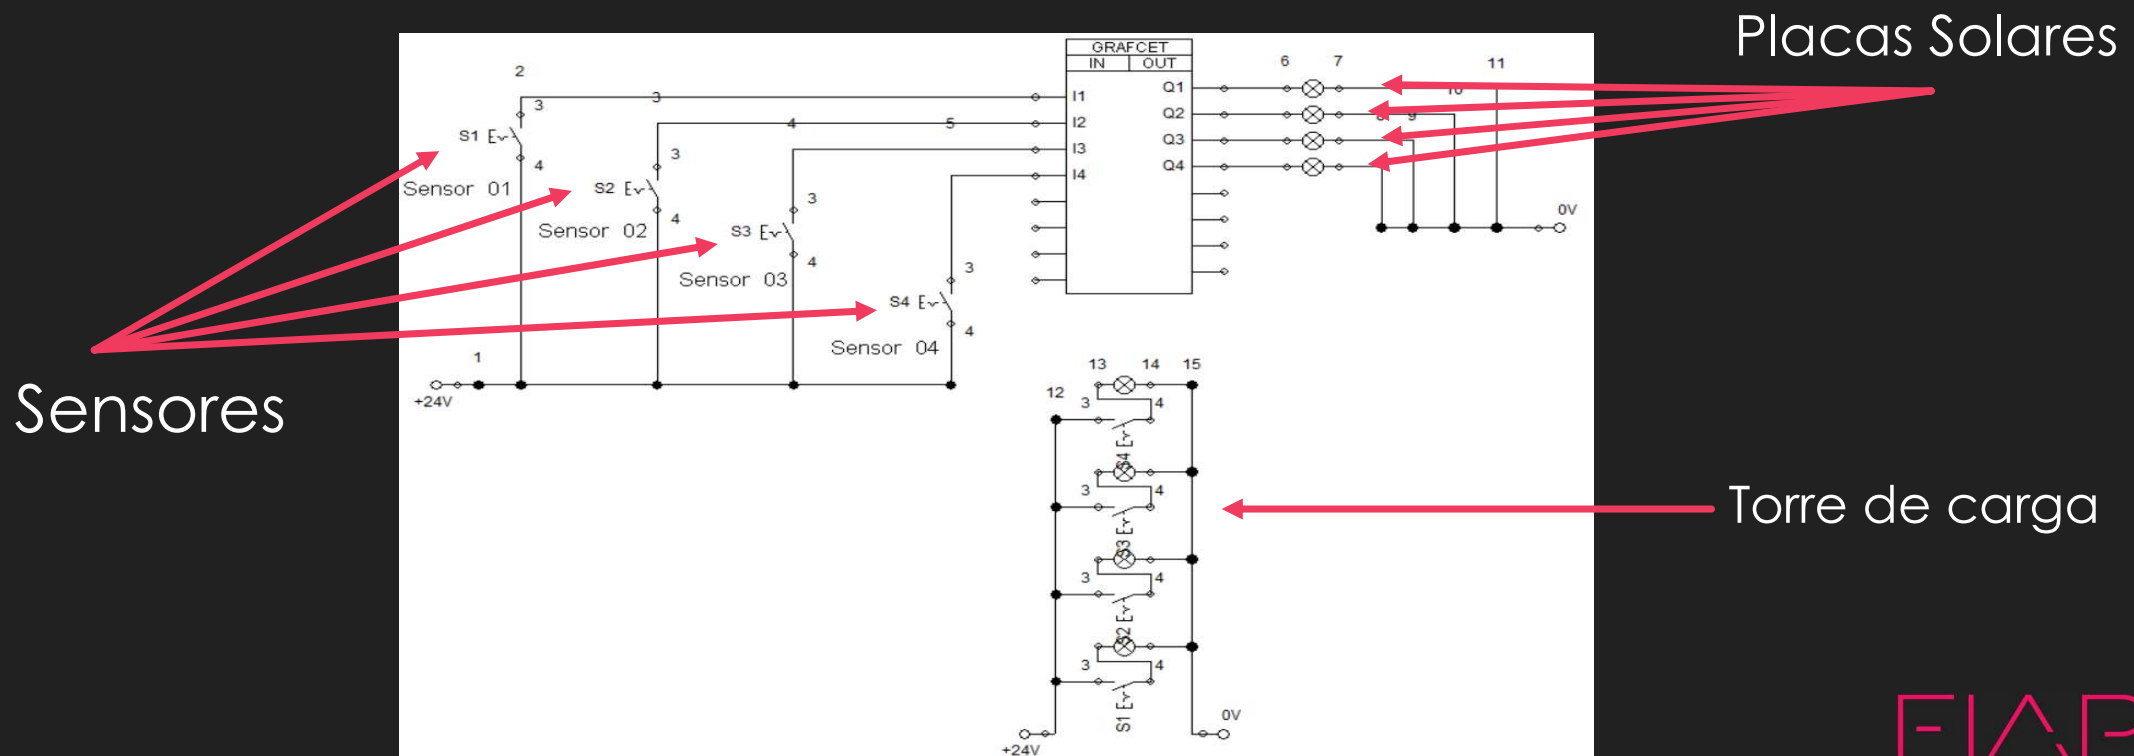 Placas Solares
GRAFCET
IN OUT
2
6 7
11
Q1
10
3
3
I1
S1
4
5
I2
Q2
8 9
3
I3
Q3
4
Sensor 01
S2
I4
Q4
3
4
Sensor 02
S3
0V
4
Sensor 03
3
S4
4
Sensor 04
1
+24V
Sensores
13 14 15
12
3 4
S4
3 4
S3
Torre de carga
3 4
S2
3 4
S1
0V
+24V
FIAP